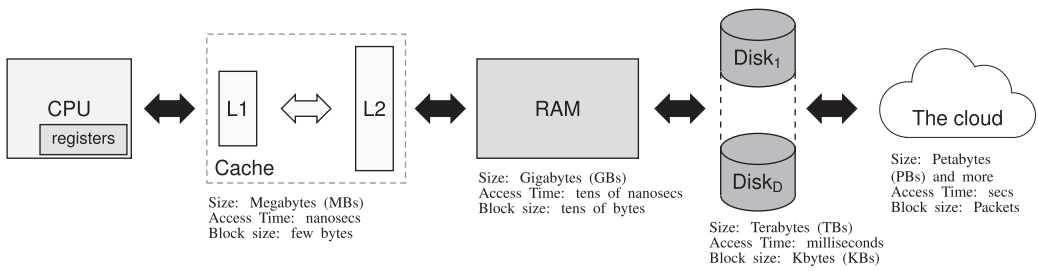 CPU
registers
L1
L2
Cache
Size: Megabytes (MBs)
Access Time: nanosecs
Block size: few bytes
RAM
Size: Gigabytes (GBs)
Access Time: tens of nanosecs
Block size: tens of bytes
Disk1
DiskD
Size: Terabytes (TBs)
Access Time: milliseconds
Block size: Kbytes (KBs)
The cloud
Size: Petabytes
(PBs) and more
Access Time: secs
Block size: Packets